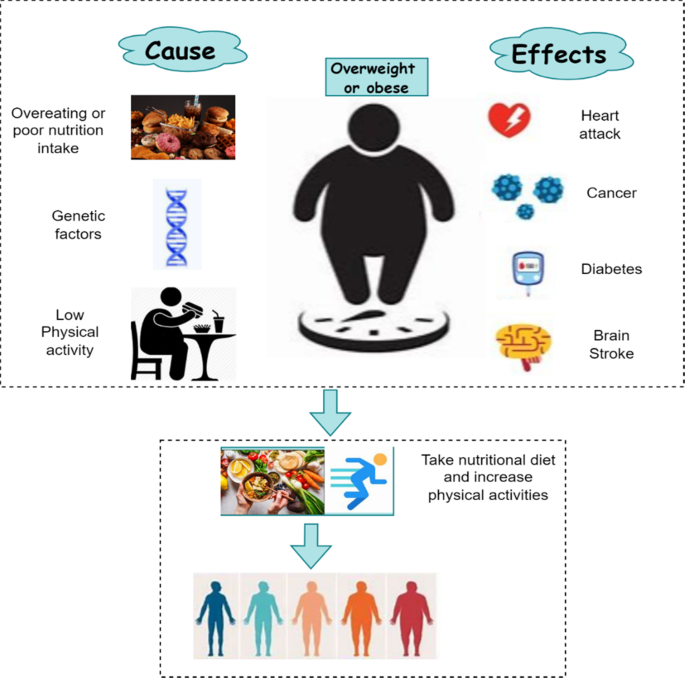 Cause
Effects
Overweight
or obese
Overeating or
poor nutrition
intake
Genetic
factors
Low
Physical
activity
Heart
attack
Cancer
Diabetes
Brain
Stroke
Take nutritional diet
and increase
physical activities